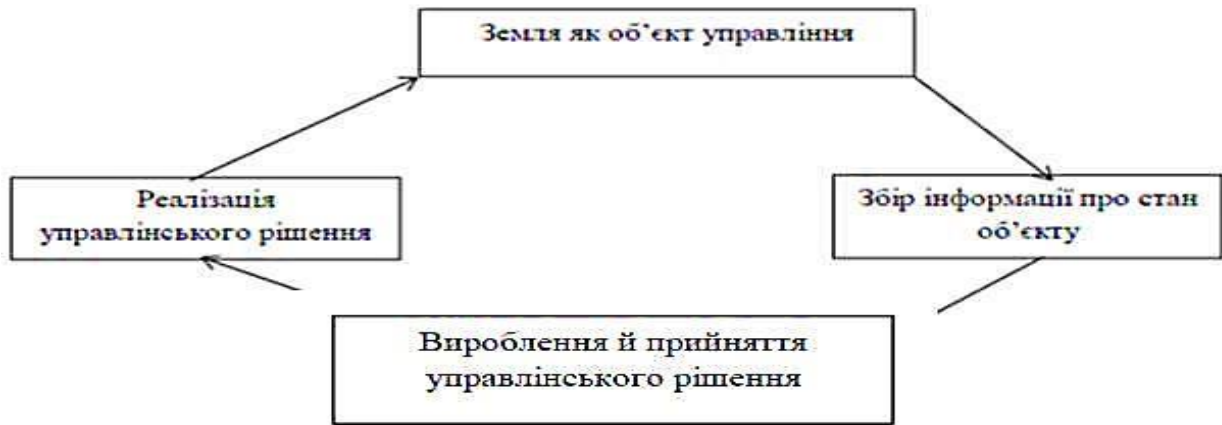 Земля як об’єкт управління
Реалізація
управлінського рішення
Збір інформації про стан
об’єкту
Вироблення й прийняття
управлінського рішення